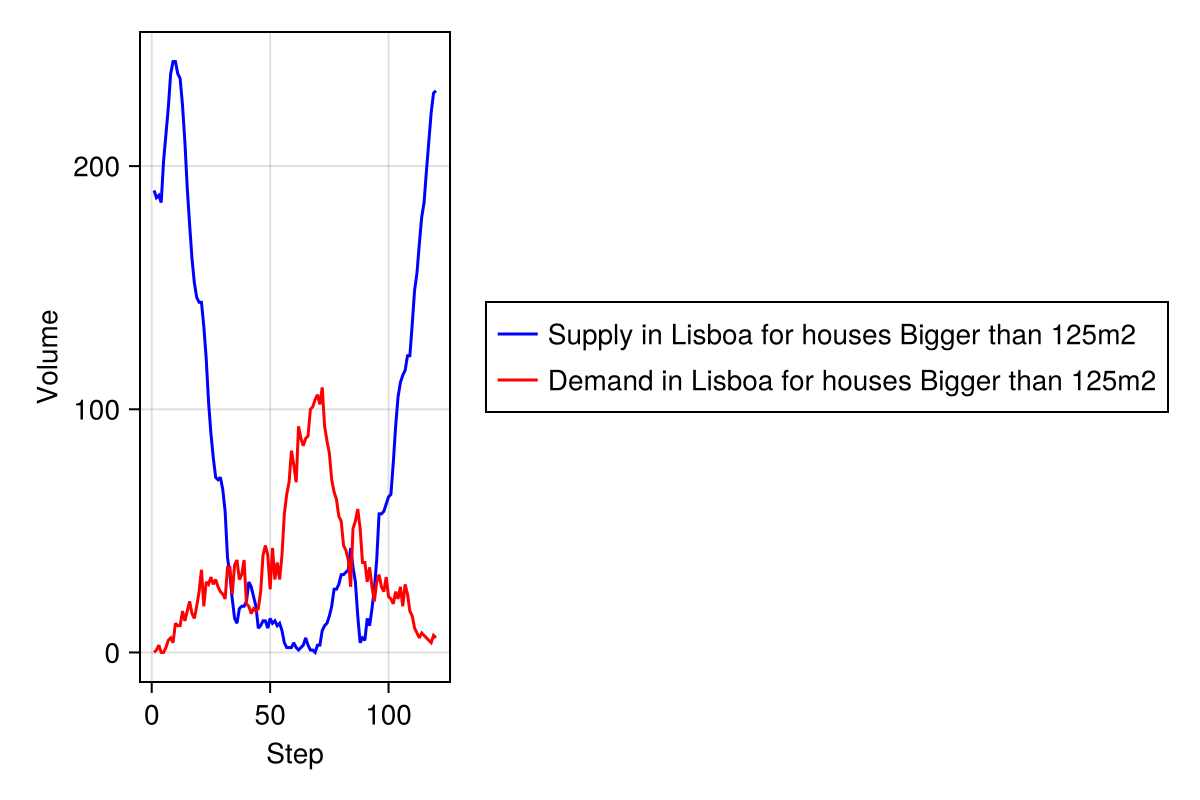 200
100
0
Volume
0 50 100
Step
Supply in Lisboa for houses Bigger than 125m2
Demand in Lisboa for houses Bigger than 125m2